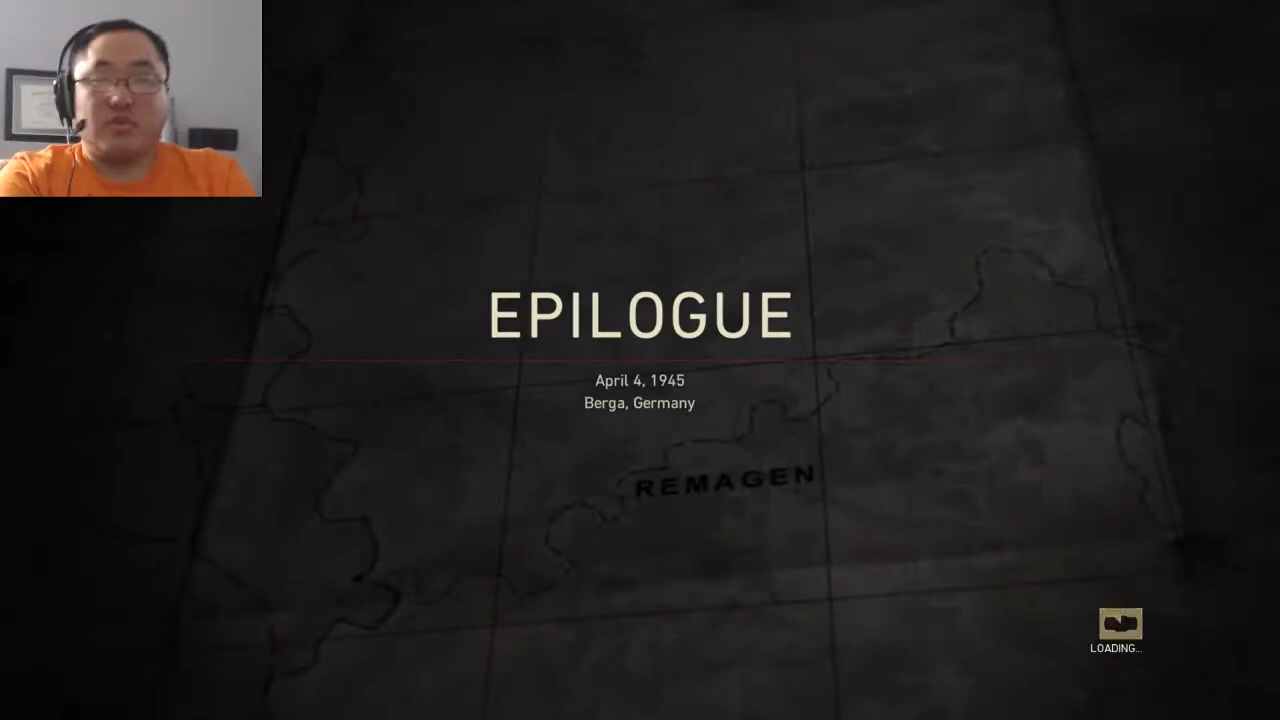 EPILOGUE
April 4, 1945
Berga, Germany
REMAGEN
LOADING...